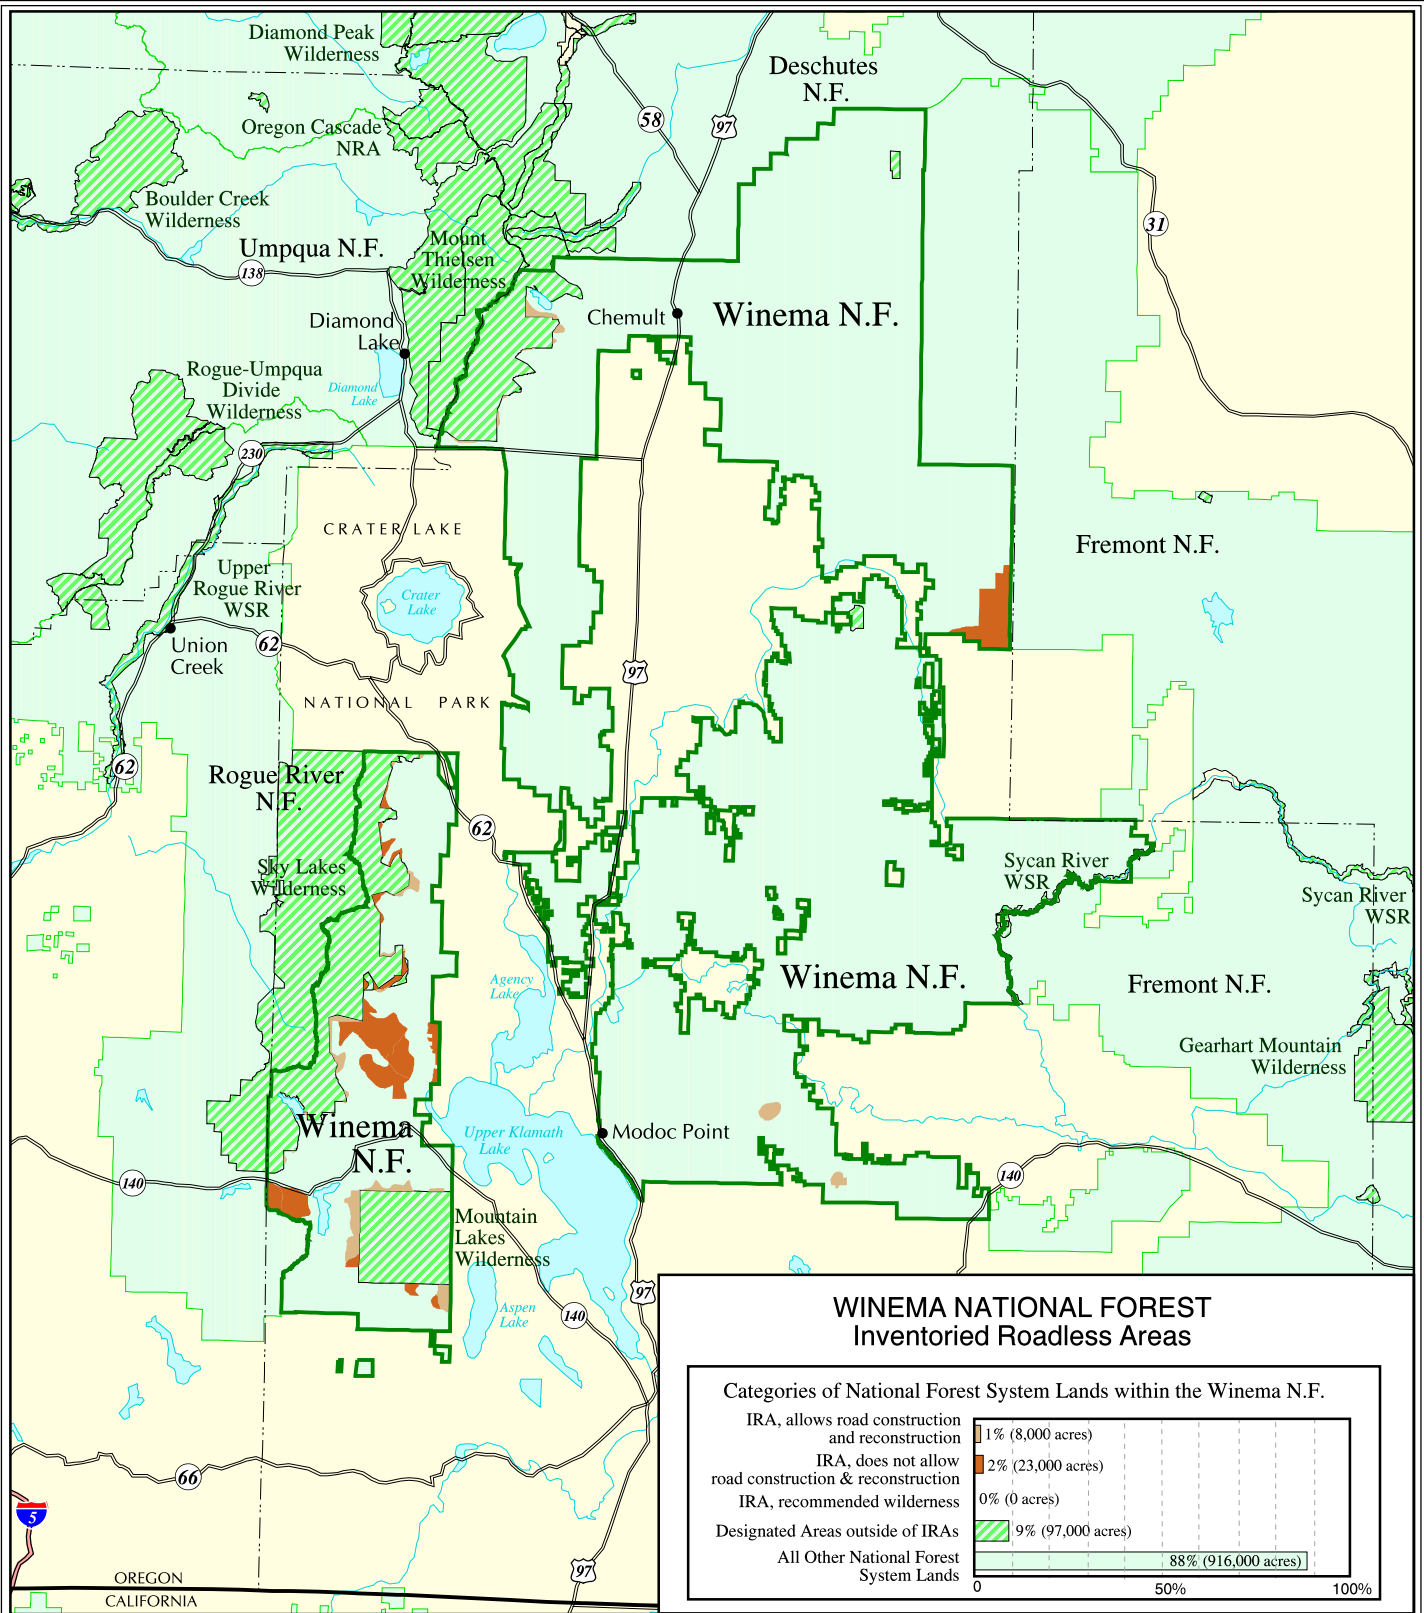 Diamond Peak
Wilderness
Deschutes
N.F.
58
97
Oregon Cascade
NRA
Boulder Creek
Wilderness
31
Umpqua N.F.
Mount
Thielsen
Wilderness
138
Chemult
Winema N.F.
Diamond
Lake
Diamond
Lake
Rogue-Umpqua
Divide
Wilderness
230
CRATER LAKE
Fremont N.F.
Upper
Rogue River
WSR
Crater
Lake
Union
Creek
62
97
NATIONAL PARK
62
Rogue River
N.F.
62
Sky Lakes
Wilderness
Sycan River
WSR
Sycan River
WSR
Agency
Lake
Winema N.F.
Fremont N.F.
Gearhart Mountain
Wilderness
Winema
N.F.
Upper Klamath
Lake
Modoc Point
140
140
Mountain
Lakes
Wilderness
97
Aspen
Lake
140
WINEMA NATIONAL FOREST
Inventoried Roadless Areas
Categories of National Forest System Lands within the Winema N.F.
IRA, allows road construction
and reconstruction
1% (8,000 acres)
IRA, does not allow
road construction & reconstruction
2% (23,000 acres)
IRA, recommended wilderness
0% (0 acres)
Designated Areas outside of IRAs
9% (97,000 acres)
All Other National Forest
System Lands
88% (916,000 acres)
0 50% 100%
66
5
97
OREGON
CALIFORNIA